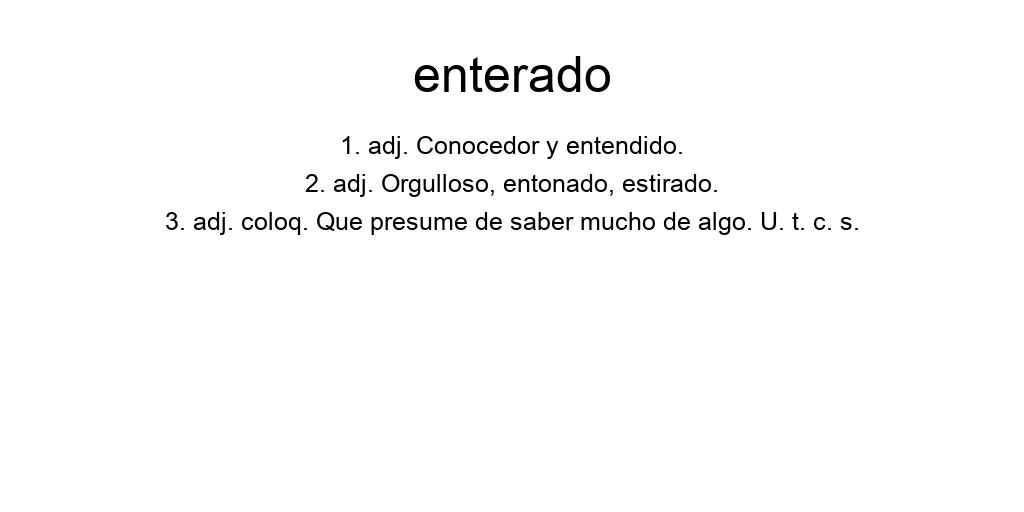 enterado
1. adj. Conocedor y entendido.
2. adj. Orgulloso, entonado, estirado.
3. adj. coloq. Que presume de saber mucho de algo. U. t. c. s.